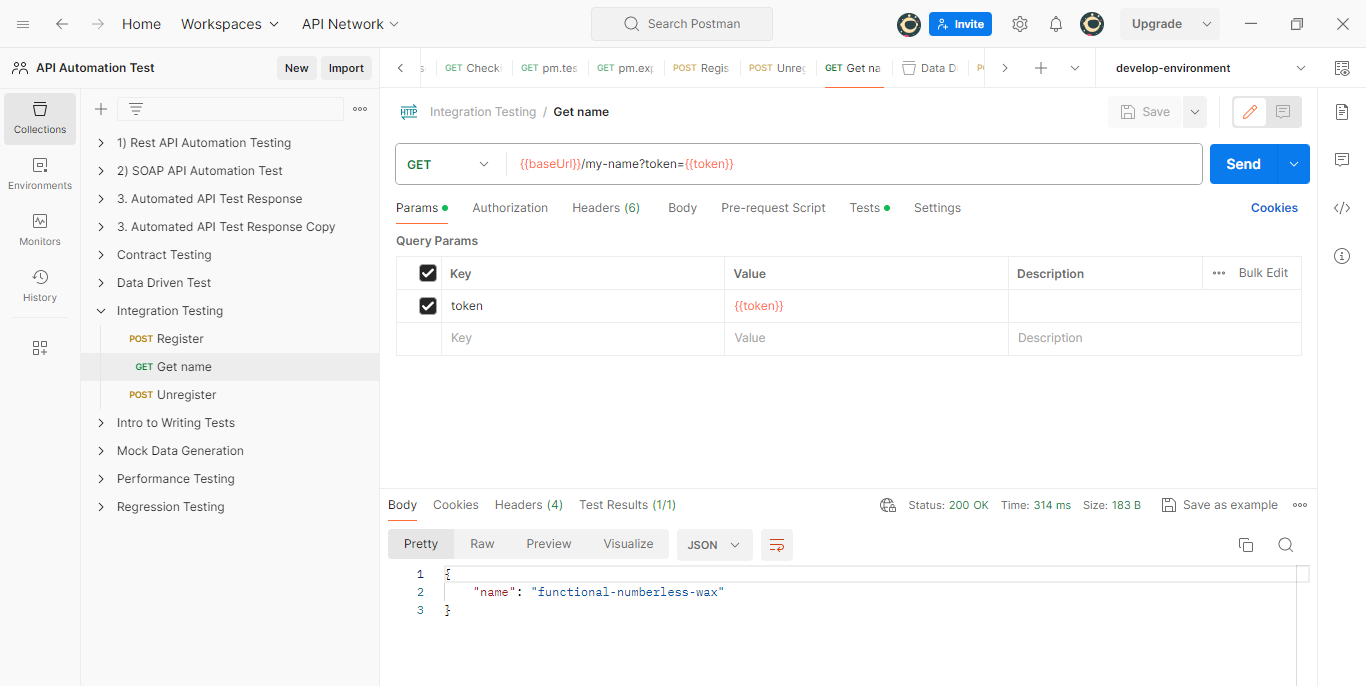 Home Workspaces API Network Search Postman Invite Upgrade
API Automation Test New Import
GET Checki GET pm.tes GET pm.exp POST Regis POST Unreg GET Get na Data D develop-environment
Collections
Environments
Monitors
History
1) Rest API Automation Testing
2) SOAP API Automation Test
3. Automated API Test Response
3. Automated API Test Response Copy
Contract Testing
Data Driven Test
Integration Testing
POST Register
GET Get name
POST Unregister
Intro to Writing Tests
Mock Data Generation
Performance Testing
Regression Testing
HTTP Integration Testing / Get name Save
GET {{baseUrl}}/my-name?token={{token}} Send
Params Authorization Headers (6) Body Pre-request Script Tests Settings Cookies
Query Params
Key Value Description Bulk Edit
token {{token}}
Key Value Description
Body Cookies Headers (4) Test Results (1/1) Status: 200 OK Time: 314 ms Size: 183 B Save as example
Pretty Raw Preview Visualize JSON
1 {
2 "name": "functional-numberless-wax"
3 }